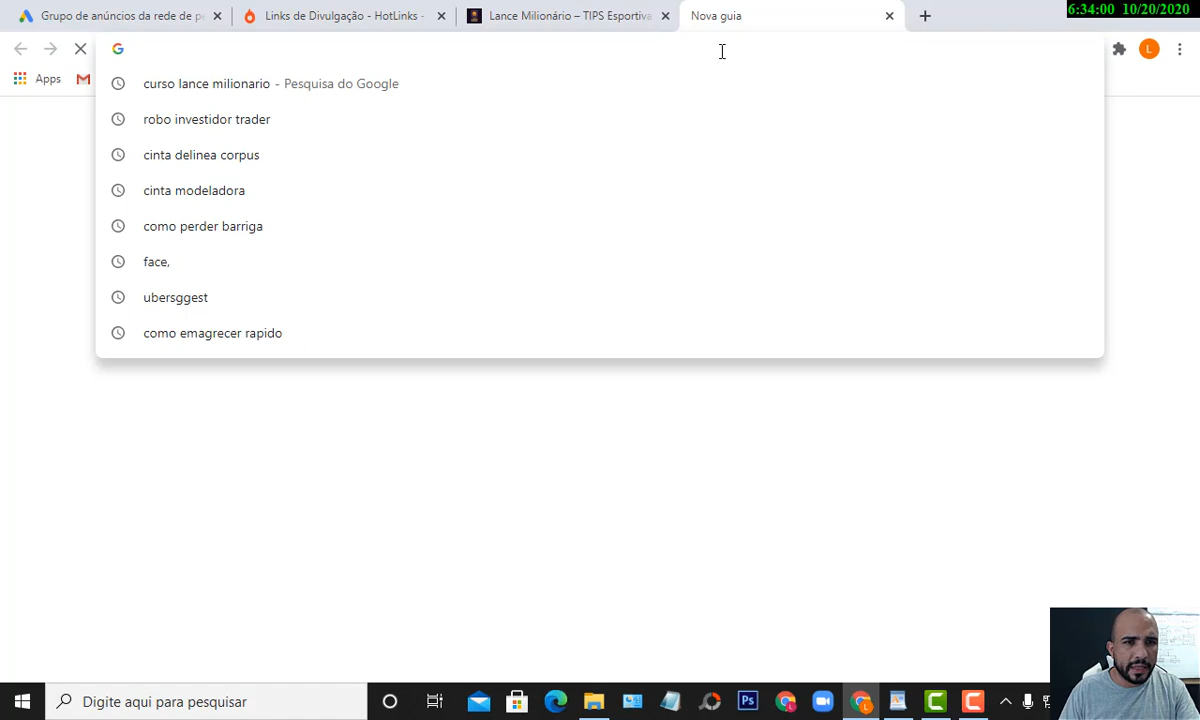 Grupo de anúncios da rede de pe
Links de Divulgação - HotLinks -
Lance Milionário – TIPS Esportiva
Nova guia
6:34:00 10/20/2020
L
Apps
curso lance milionario - Pesquisa do Google
robo investidor trader
cinta delinea corpus
cinta modeladora
como perder barriga
face,
ubersggest
como emagrecer rapido
Digite aqui para pesquisar
Ps